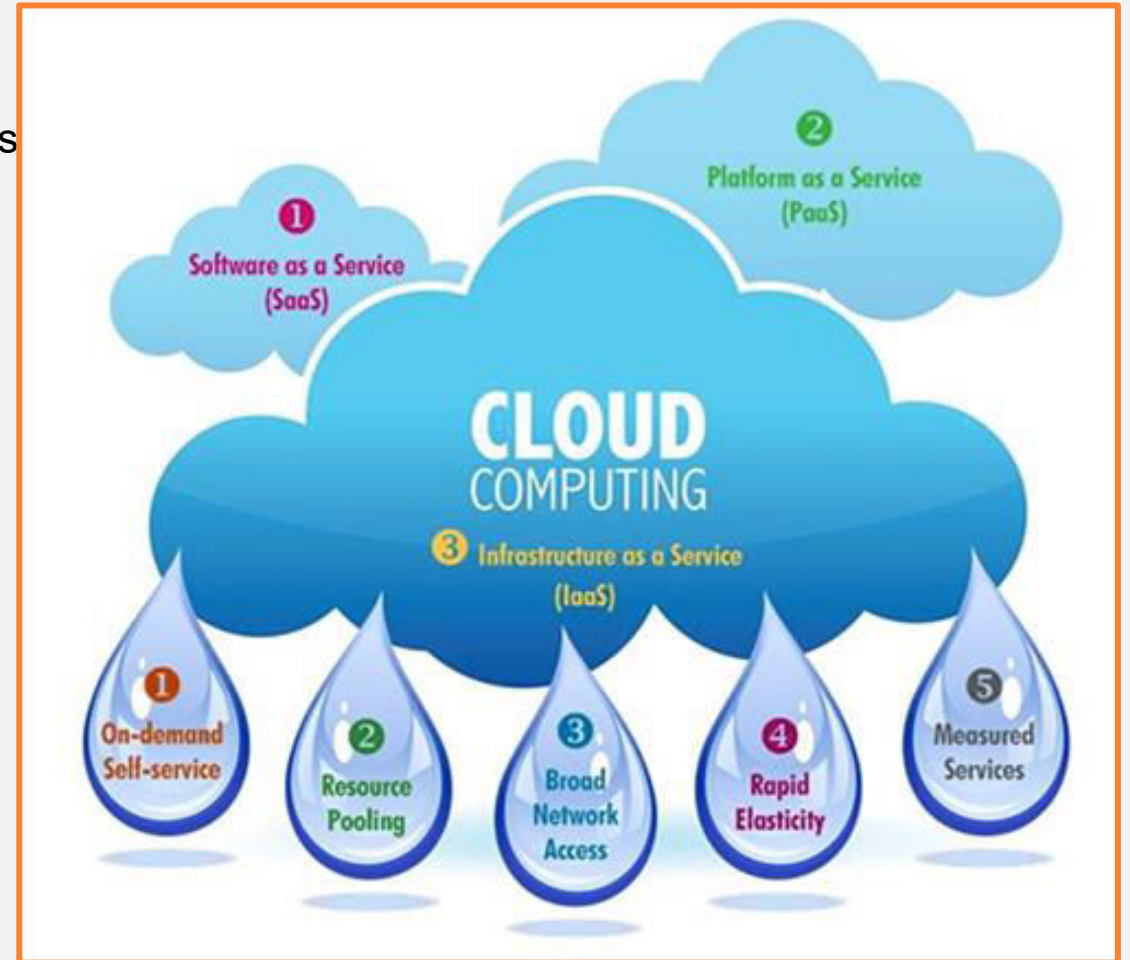 s
2
Platform as a Service
(PaaS)
1
Software as a Service
(SaaS)
CLOUD
COMPUTING
3 Infrastructure as a Service
(IaaS)
1
On-demand
Self-service
2
Resource
Pooling
3
Broad
Network
Access
4
Rapid
Elasticity
5
Measured
Services